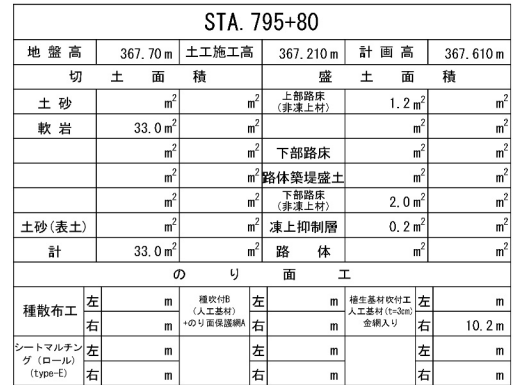 STA. 795+80
地盤高 367.70m 土工施工高 367.210m 計画高 367.610m
切土面積 盛土面積
土砂 m² m² 上部路床(非凍上材) 1.2m² m²
軟岩 33.0m² m² m² m²
m² m² 下部路床 m² m²
m² m² 路体築堤盛土 m² m²
m² m² 下部路床(非凍上材) 2.0m² m²
土砂(表土) m² m² 凍上抑制層 0.2m² m²
計 33.0m² m² 路体 m² m²
のり面工
種散布工 左 m 種吹付B(人工基材)+のり面保護網A 左 m 植生基材吹付工人工基材(t=3cm)金網入り 左 m
右 m 右 m 右 10.2m
シートマルチング(ロール)(type-E) 左 m 左 m 左 m
右 m 右 m 右 m